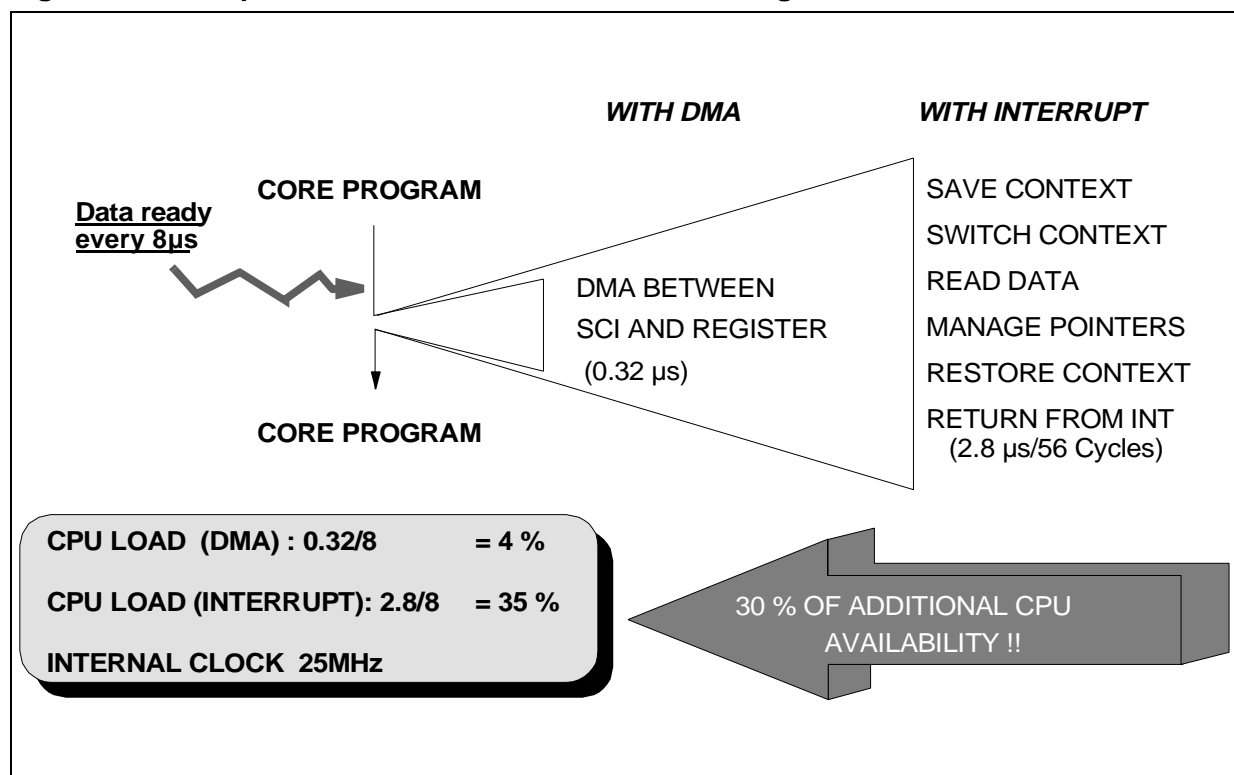 WITH DMA
WITH INTERRUPT
CORE PROGRAM
Data ready
every 8µs
SAVE CONTEXT
SWITCH CONTEXT
READ DATA
MANAGE POINTERS
RESTORE CONTEXT
RETURN FROM INT
(2.8 µs/56 Cycles)
DMA BETWEEN
SCI AND REGISTER
(0.32 µs)
CORE PROGRAM
CPU LOAD (DMA) : 0.32/8 = 4 %
CPU LOAD (INTERRUPT): 2.8/8 = 35 %
INTERNAL CLOCK 25MHz
30 % OF ADDITIONAL CPU
AVAILABILITY !!